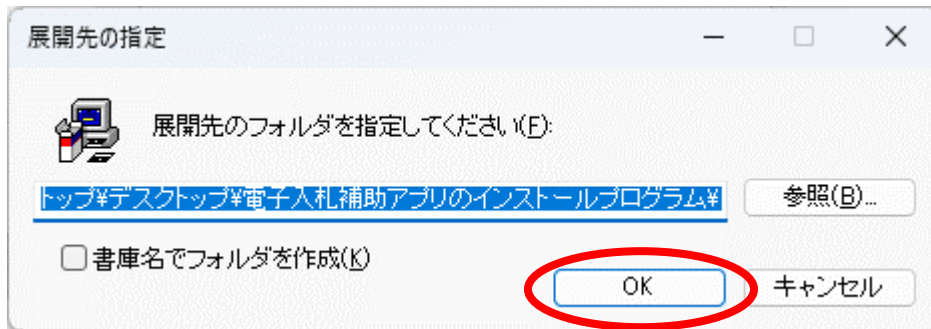 展開先の指定
展開先のフォルダを指定してください(F):
トップ¥デスクトップ¥電子入札補助アプリのインストールプログラム¥
参照(B)...
書庫名でフォルダを作成(K)
OK
キャンセル